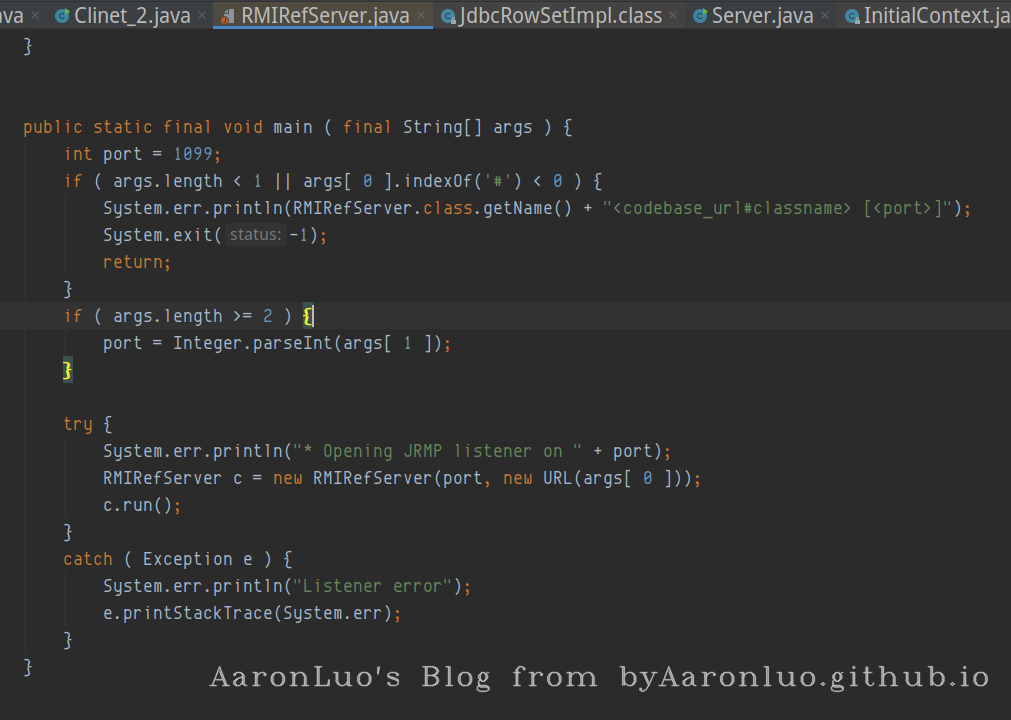 ava × Clinet_2.java × RMIRefServer.java × JdbcRowSetImpl.class × Server.java × InitialContext.ja
}
public static final void main ( final String[] args ) {
int port = 1099;
if ( args.length < 1 || args[ 0 ].indexOf('#') < 0 ) {
System.err.println(RMIRefServer.class.getName() + "<codebase_url#classname> [<port>]");
System.exit( status: -1);
return;
}
if ( args.length >= 2 ) {
port = Integer.parseInt(args[ 1 ]);
}
try {
System.err.println("* Opening JRMP listener on " + port);
RMIRefServer c = new RMIRefServer(port, new URL(args[ 0 ]));
c.run();
}
catch ( Exception e ) {
System.err.println("Listener error");
e.printStackTrace(System.err);
}
}
AaronLuo's Blog from byAaronluo.github.io